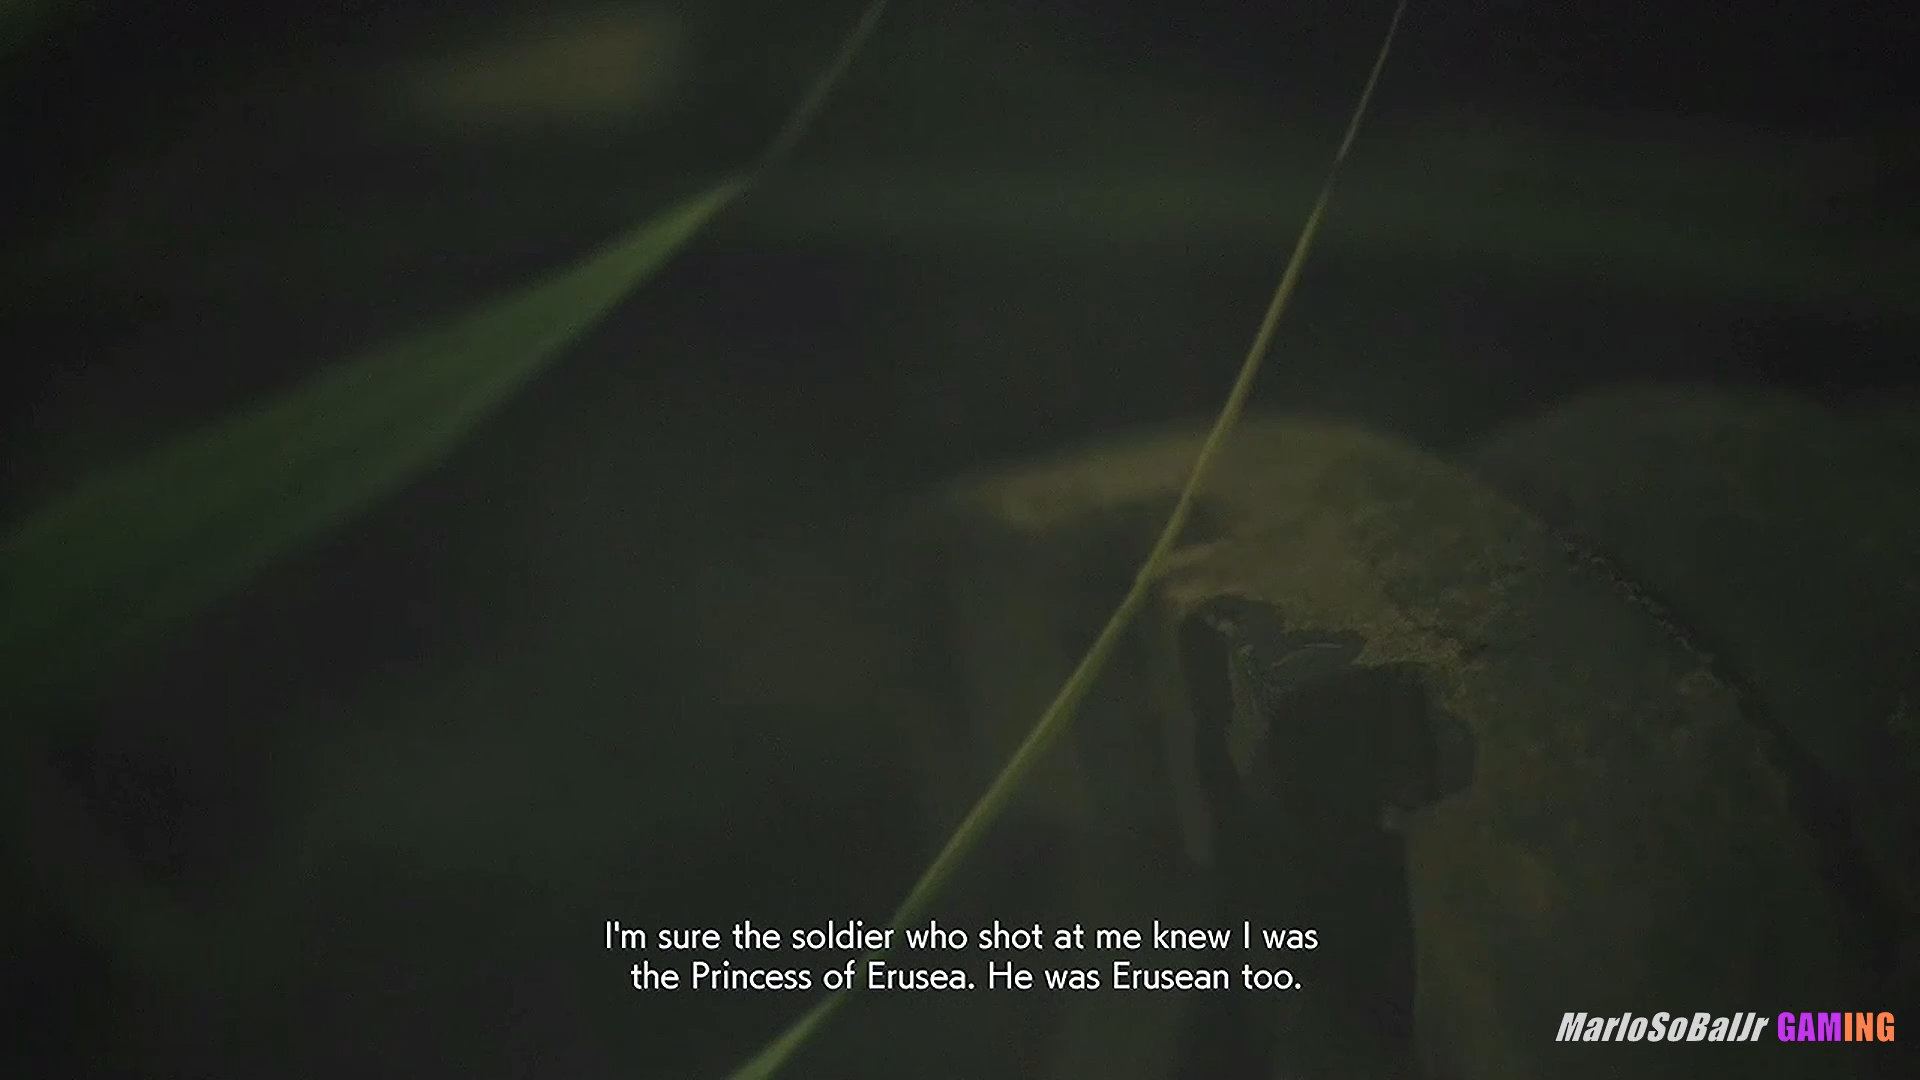 I'm sure the soldier who shot at me knew I was
the Princess of Erusea. He was Erusean too.
MarloSoBalJr GAMING